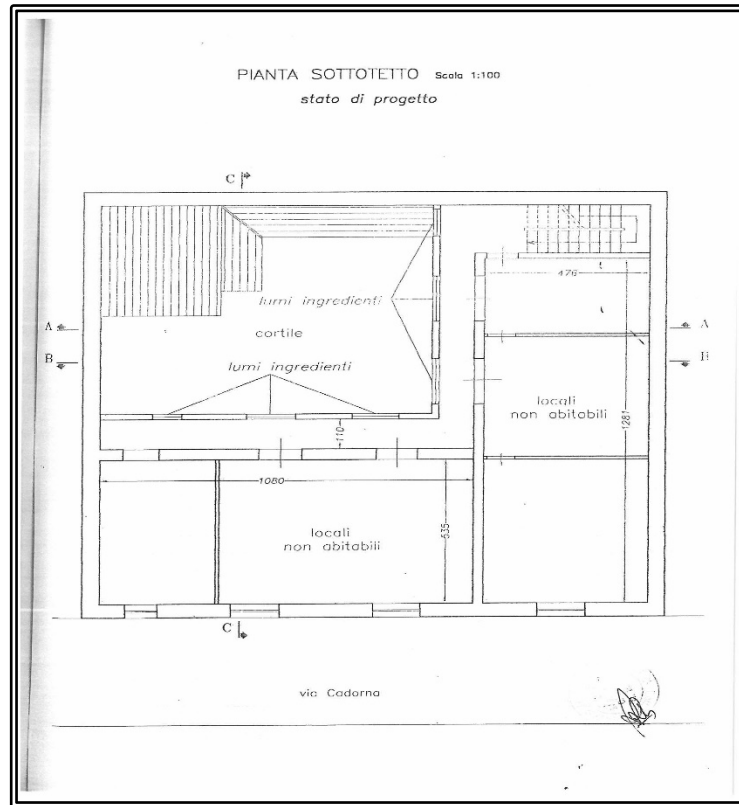 PIANTA SOTTOTETTO Scala 1:100
stato di progetto
C
476
lumi ingredienti
A
A
cortile
B
B
lumi ingredienti
locali
non abitabili
1281
110
1080
locali
non abitabili
535
C
via Cadorna